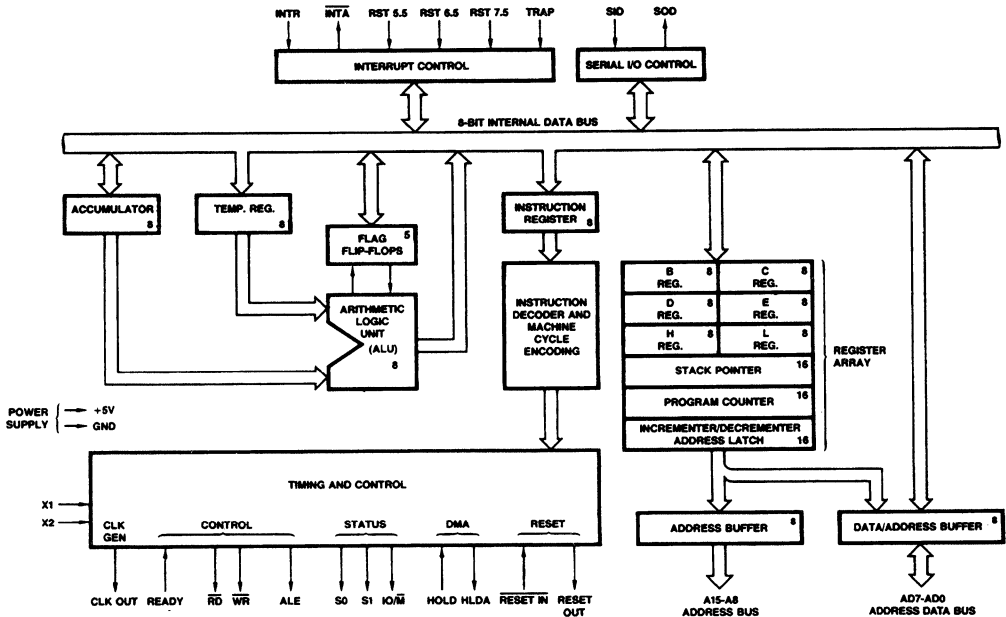 INTR I̅N̅T̅A̅ RST 5.5 RST 6.5 RST 7.5 TRAP SID SOD
INTERRUPT CONTROL
SERIAL I/O CONTROL
8-BIT INTERNAL DATA BUS
ACCUMULATOR
8
TEMP. REG.
8
FLAG
FLIP-FLOPS
5
INSTRUCTION
REGISTER
8
ARITHMETIC
LOGIC
UNIT
(ALU)
8
INSTRUCTION
DECODER AND
MACHINE
CYCLE
ENCODING
B
REG.
8
C
REG.
8
D
REG.
8
E
REG.
8
H
REG.
8
L
REG.
8
STACK POINTER
16
PROGRAM COUNTER
16
INCREMENTER/DECREMENTER
ADDRESS LATCH
16
REGISTER
ARRAY
POWER
SUPPLY
+5V
GND
TIMING AND CONTROL
X1
X2
CLK
GEN
CONTROL
STATUS
DMA
RESET
CLK OUT READY R̅D̅ W̅R̅ ALE S0 S1 IO/M̅ HOLD HLDA R̅E̅S̅E̅T̅ I̅N̅ RESET
OUT
ADDRESS BUFFER
8
DATA/ADDRESS BUFFER
8
A15-A8
ADDRESS BUS
AD7-AD0
ADDRESS DATA BUS